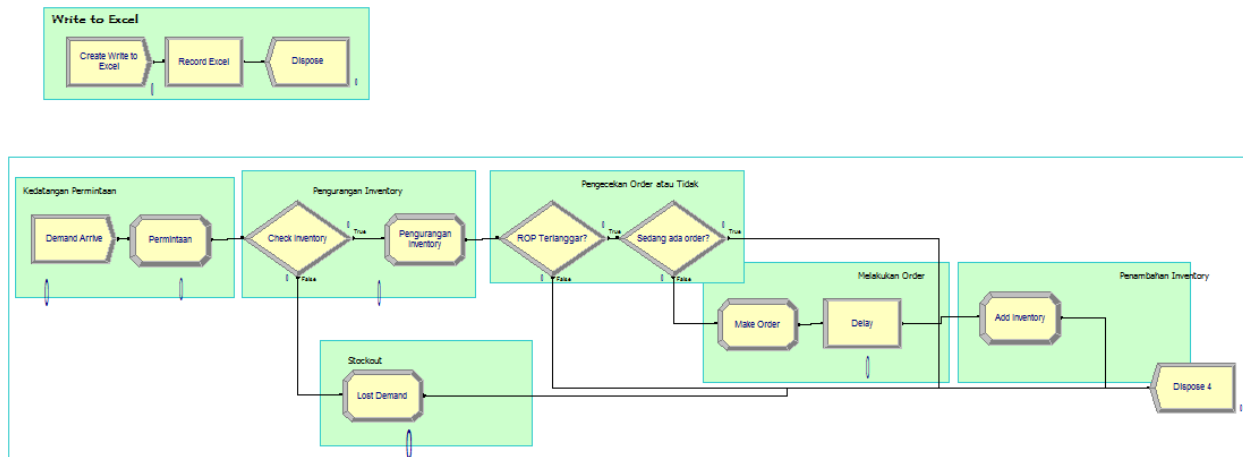 Write to Excel
Create Write to
Excel
Record Excel
Dispose
Kedatangan Permintaan
Pengurangan Inventory
Pengecekan Order atau Tidak
Demand Arrive
Permintaan
Check Inventory
True
False
Pengurangan
Inventory
ROP Terlanggar?
True
False
Sedang ada order?
True
False
Melakukan Order
Penambahan Inventory
Make Order
Delay
Add Inventory
Stockout
Lost Demand
Dispose 4